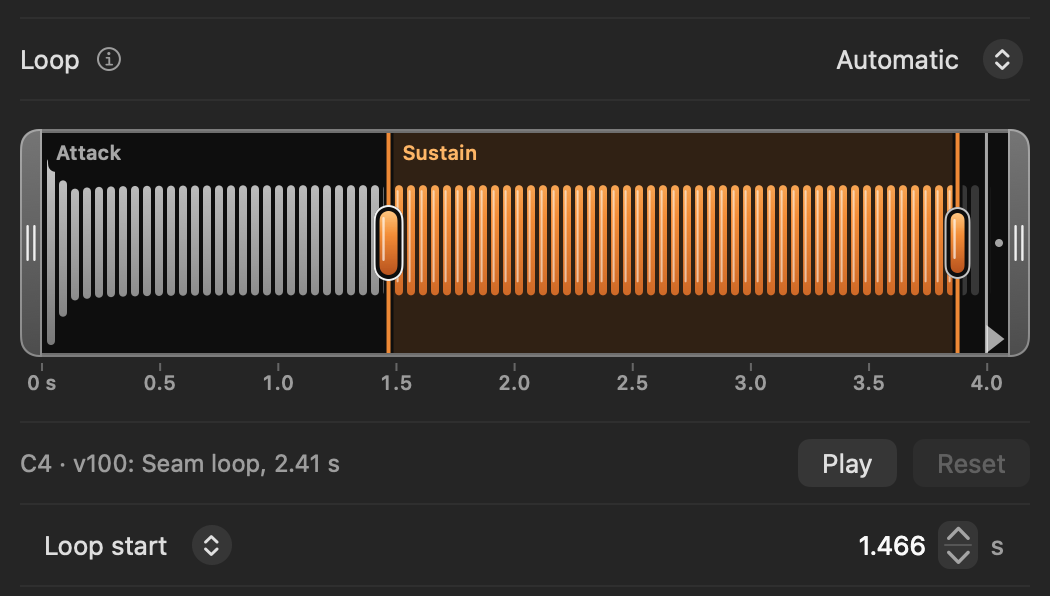 Loop
Automatic
Attack
Sustain
0 s 0.5 1.0 1.5 2.0 2.5 3.0 3.5 4.0
C4 · v100: Seam loop, 2.41 s
Play
Reset
Loop start
1.466 s